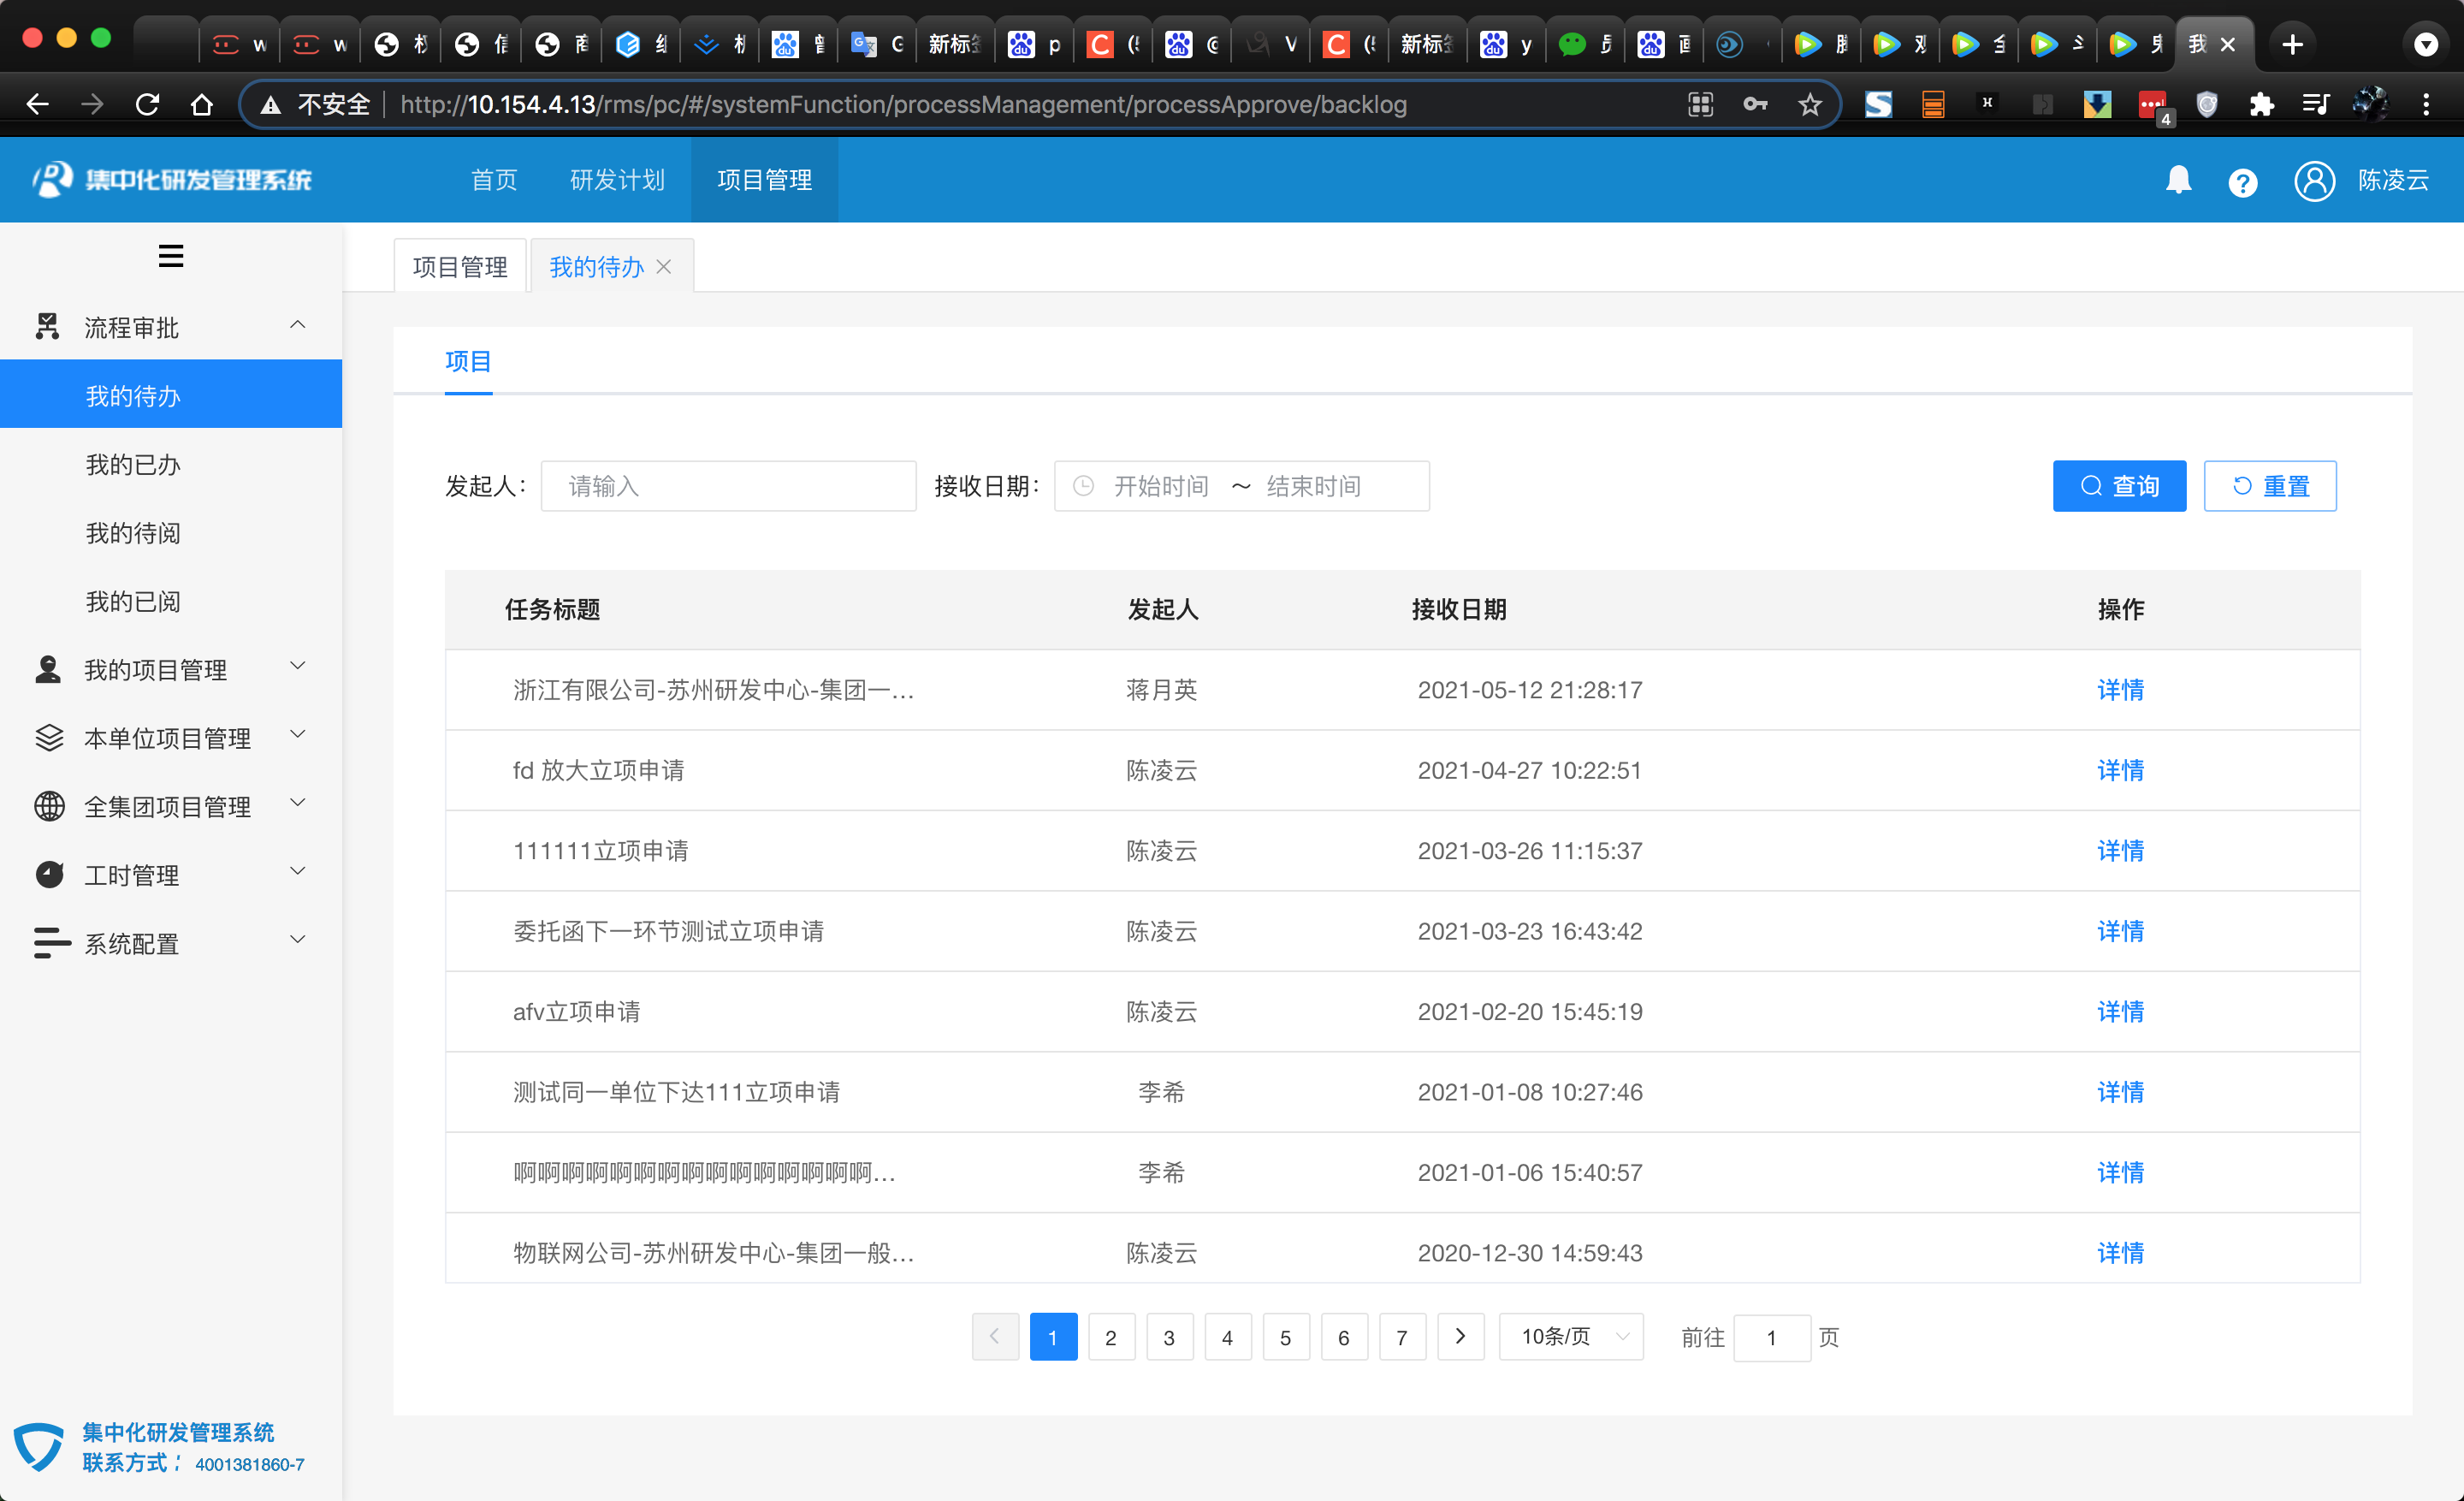 新标签
新标签
不安全 http://10.154.4.13/rms/pc/#/systemFunction/processManagement/processApprove/backlog
4
集中化研发管理系统 首页 研发计划 项目管理 陈凌云
项目管理 我的待办
流程审批
我的待办
我的已办
我的待阅
我的已阅
我的项目管理
本单位项目管理
全集团项目管理
工时管理
系统配置
集中化研发管理系统
联系方式： 4001381860-7
项目
发起人： 请输入 接收日期： 开始时间 ～ 结束时间 查询 重置
任务标题 发起人 接收日期 操作
浙江有限公司-苏州研发中心-集团一... 蒋月英 2021-05-12 21:28:17 详情
fd 放大立项申请 陈凌云 2021-04-27 10:22:51 详情
111111立项申请 陈凌云 2021-03-26 11:15:37 详情
委托函下一环节测试立项申请 陈凌云 2021-03-23 16:43:42 详情
afv立项申请 陈凌云 2021-02-20 15:45:19 详情
测试同一单位下达111立项申请 李希 2021-01-08 10:27:46 详情
啊啊啊啊啊啊啊啊啊啊啊啊啊啊啊... 李希 2021-01-06 15:40:57 详情
物联网公司-苏州研发中心-集团一般... 陈凌云 2020-12-30 14:59:43 详情
1 2 3 4 5 6 7 10条/页 前往 1 页